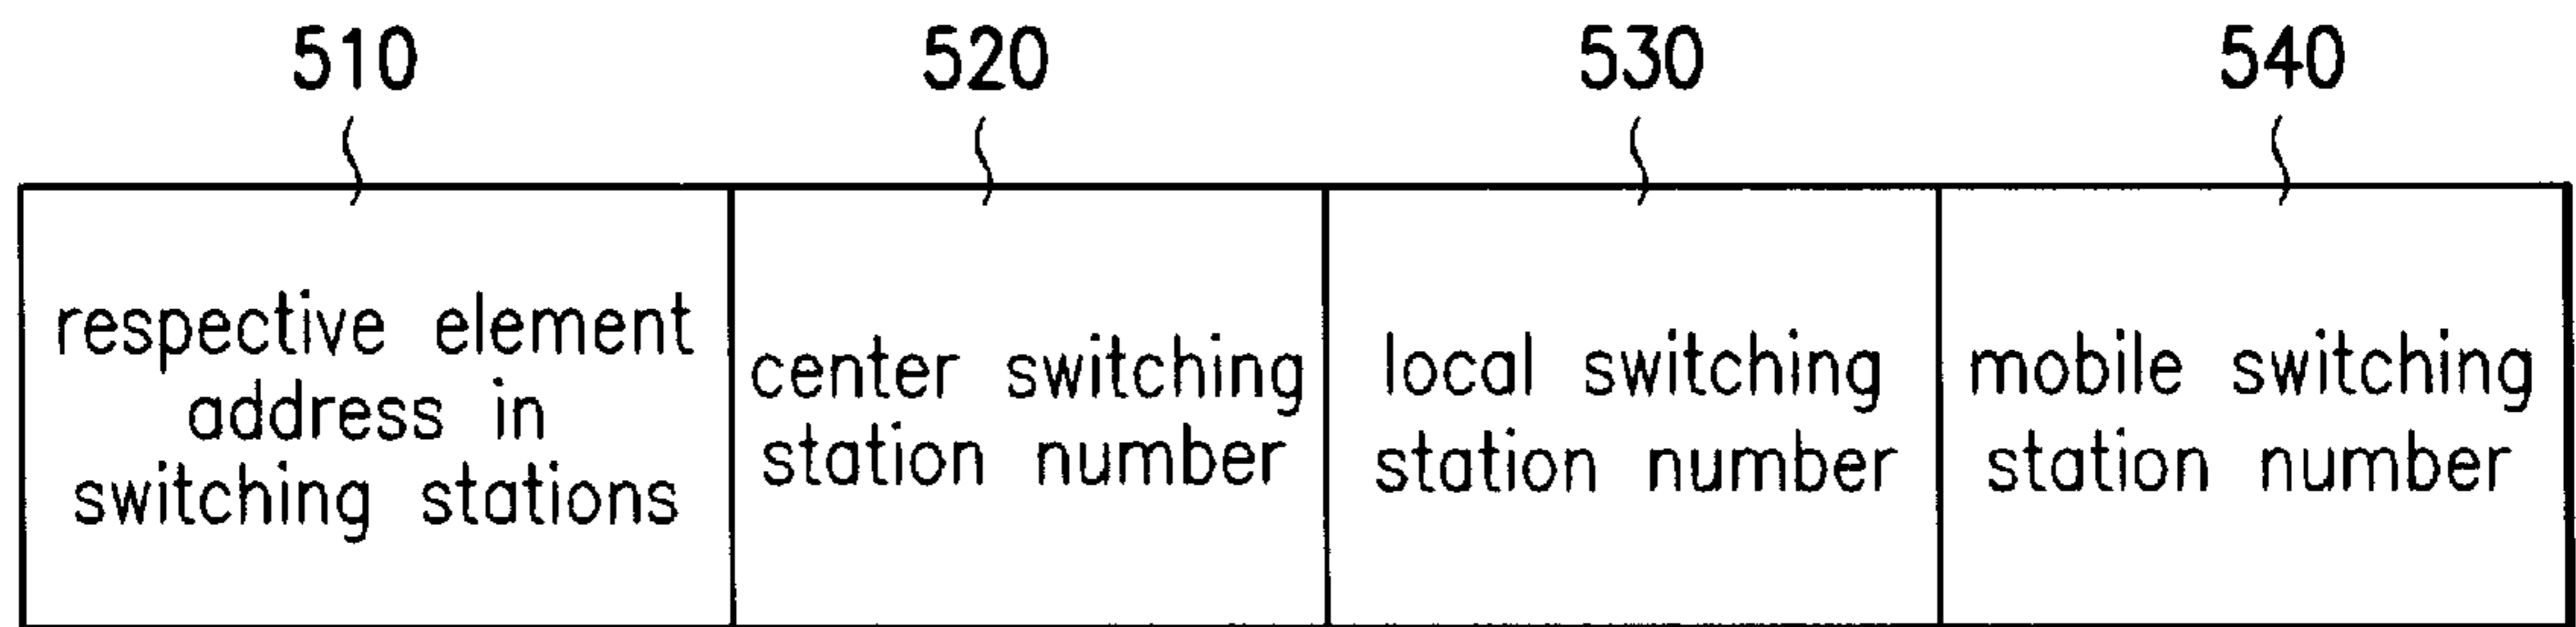 510 520 530 540
respective element
address in
switching stations
center switching
station number
local switching
station number
mobile switching
station number